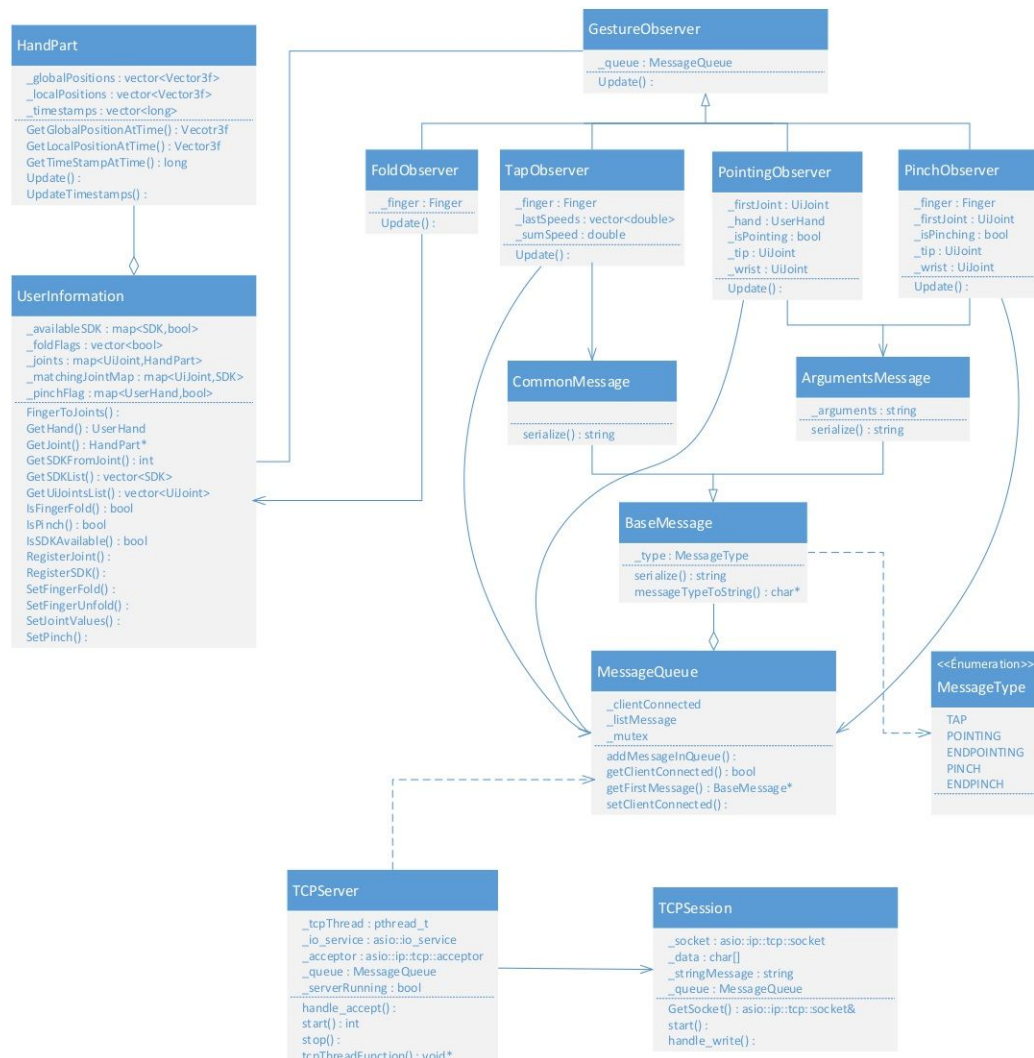 HandPart
_globalPositions : vector<Vector3f>
_localPositions : vector<Vector3f>
_timestamps : vector<long>
GetGlobalPositionAtTime() : Vecotr3f
GetLocalPositionAtTime() : Vector3f
GetTimeStampAtTime() : long
Update() :
UpdateTimestamps() :
GestureObserver
_queue : MessageQueue
Update() :
FoldObserver
_finger : Finger
Update() :
TapObserver
_finger : Finger
_lastSpeeds : vector<double>
_sumSpeed : double
Update() :
PointingObserver
_firstJoint : UiJoint
_hand : UserHand
_isPointing : bool
_tip : UiJoint
_wrist : UiJoint
Update() :
PinchObserver
_finger : Finger
_firstJoint : UiJoint
_isPinching : bool
_tip : UiJoint
_wrist : UiJoint
Update() :
UserInformation
_availableSDK : map<SDK,bool>
_foldFlags : vector<bool>
_joints : map<UiJoint,HandPart>
_matchingJointMap : map<UiJoint,SDK>
_pinchFlag : map<UserHand,bool>
FingerToJoints() :
GetHand() : UserHand
GetJoint() : HandPart*
GetSDKFromJoint() : int
GetSDKList() : vector<SDK>
GetUiJointsList() : vector<UiJoint>
IsFingerFold() : bool
IsPinch() : bool
IsSDKAvailable() : bool
RegisterJoint() :
RegisterSDK() :
SetFingerFold() :
SetFingerUnfold() :
SetJointValues() :
SetPinch() :
CommonMessage
serialize() : string
ArgumentsMessage
_arguments : string
serialize() : string
BaseMessage
_type : MessageType
serialize() : string
messageTypeToString() : char*
MessageQueue
_clientConnected
_listMessage
_mutex
addMessageInQueue() :
getClientConnected() : bool
getFirstMessage() : BaseMessage*
setClientConnected() :
<<Énumeration>>
MessageType
TAP
POINTING
ENDPOINTING
PINCH
ENDPINCH
TCPServer
_tcpThread : pthread_t
_io_service : asio::io_service
_acceptor : asio::ip::tcp::acceptor
_queue : MessageQueue
_serverRunning : bool
handle_accept() :
start() : int
stop() :
tcpThreadFunction() : void*
TCPSession
_socket : asio::ip::tcp::socket
_data : char[]
_stringMessage : string
_queue : MessageQueue
GetSocket() : asio::ip::tcp::socket&
start() :
handle_write() :